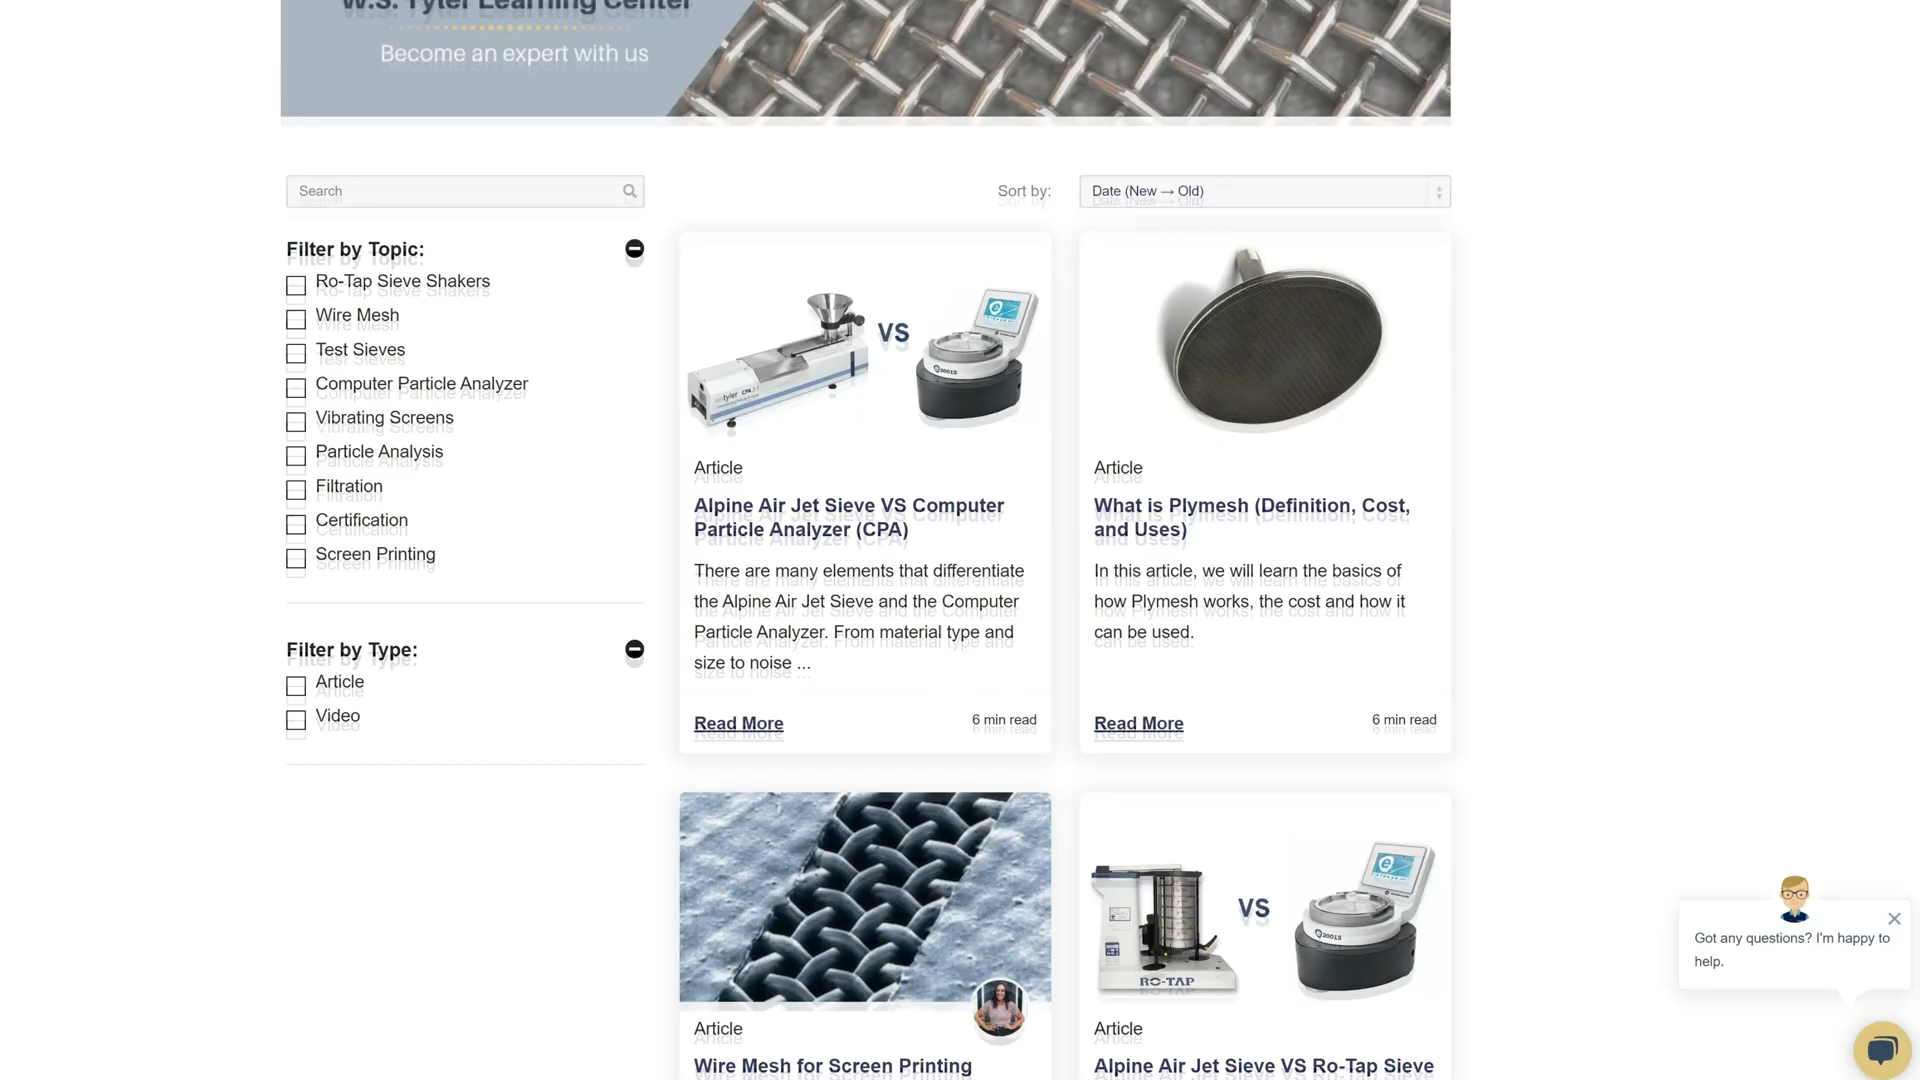 W.S. Tyler Learning Center
Become an expert with us
Search
Sort by:
Date (New → Old)
Filter by Topic:
Ro-Tap Sieve Shakers
Wire Mesh
Test Sieves
Computer Particle Analyzer
Vibrating Screens
Particle Analysis
Filtration
Certification
Screen Printing
Filter by Type:
Article
Video
VS
Article
Alpine Air Jet Sieve VS Computer
Particle Analyzer (CPA)
There are many elements that differentiate
the Alpine Air Jet Sieve and the Computer
Particle Analyzer. From material type and
size to noise ...
Read More
6 min read
Article
What is Plymesh (Definition, Cost,
and Uses)
In this article, we will learn the basics of
how Plymesh works, the cost and how it
can be used.
Read More
6 min read
Article
Wire Mesh for Screen Printing
VS
RO-TAP
Article
Alpine Air Jet Sieve VS Ro-Tap Sieve
Got any questions? I'm happy to
help.